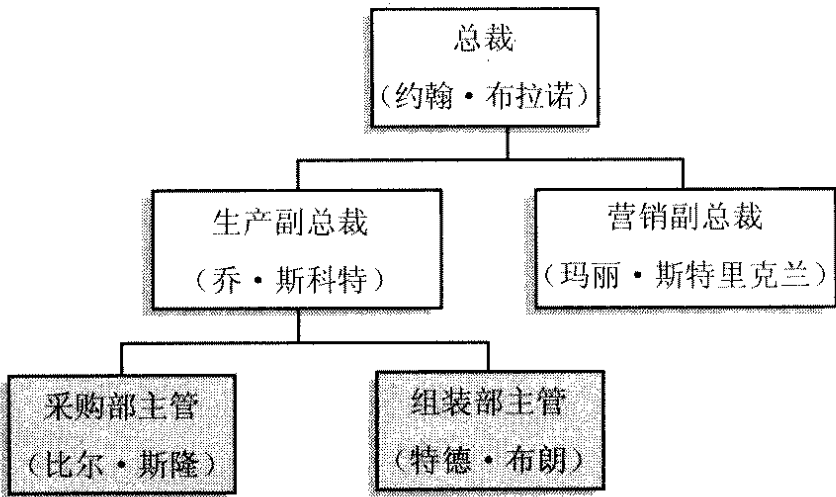 总裁
（约翰·布拉诺）
生产副总裁
（乔·斯科特）
营销副总裁
（玛丽·斯特里克兰）
采购部主管
（比尔·斯隆）
组装部主管
（特德·布朗）